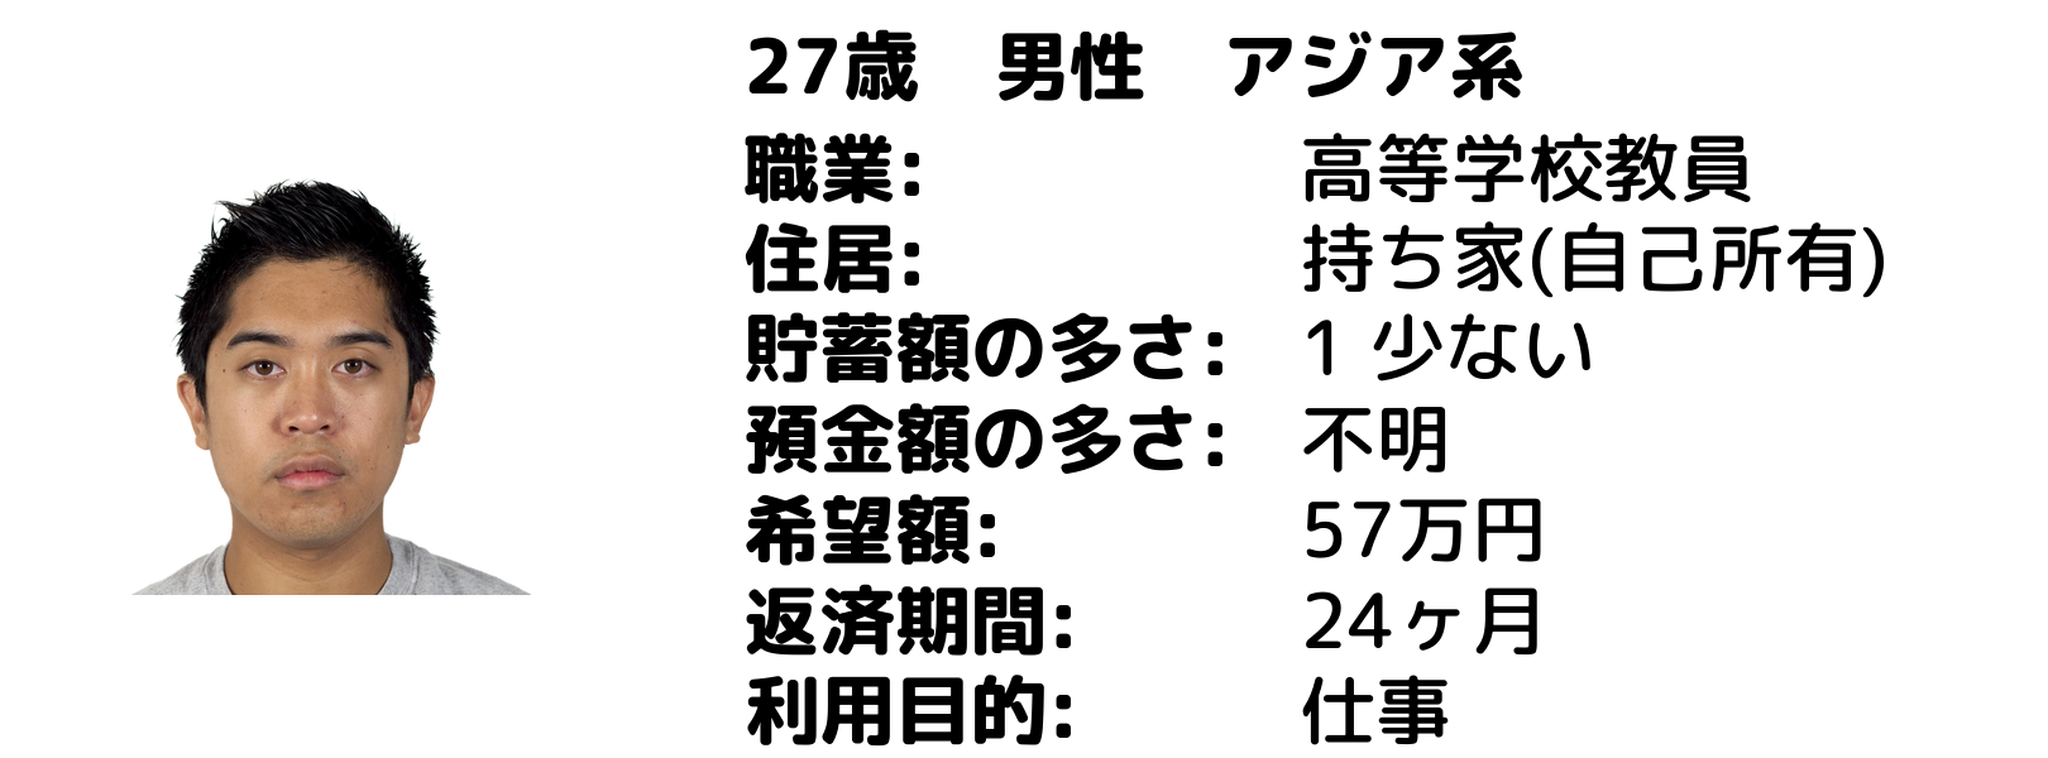 27歳　男性　アジア系
職業: 高等学校教員
住居: 持ち家(自己所有)
貯蓄額の多さ: 1 少ない
預金額の多さ: 不明
希望額: 57万円
返済期間: 24ヶ月
利用目的: 仕事